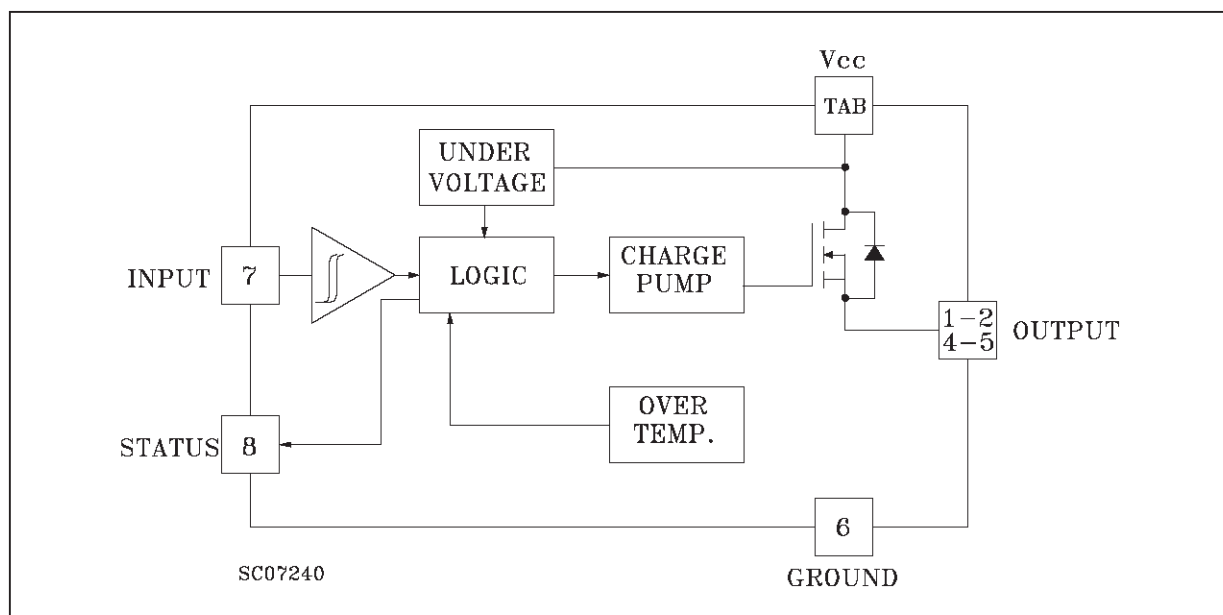 Vcc
TAB
UNDER
VOLTAGE
INPUT
7
LOGIC
CHARGE
PUMP
1-2
4-5
OUTPUT
STATUS
8
OVER
TEMP.
6
GROUND
SC07240